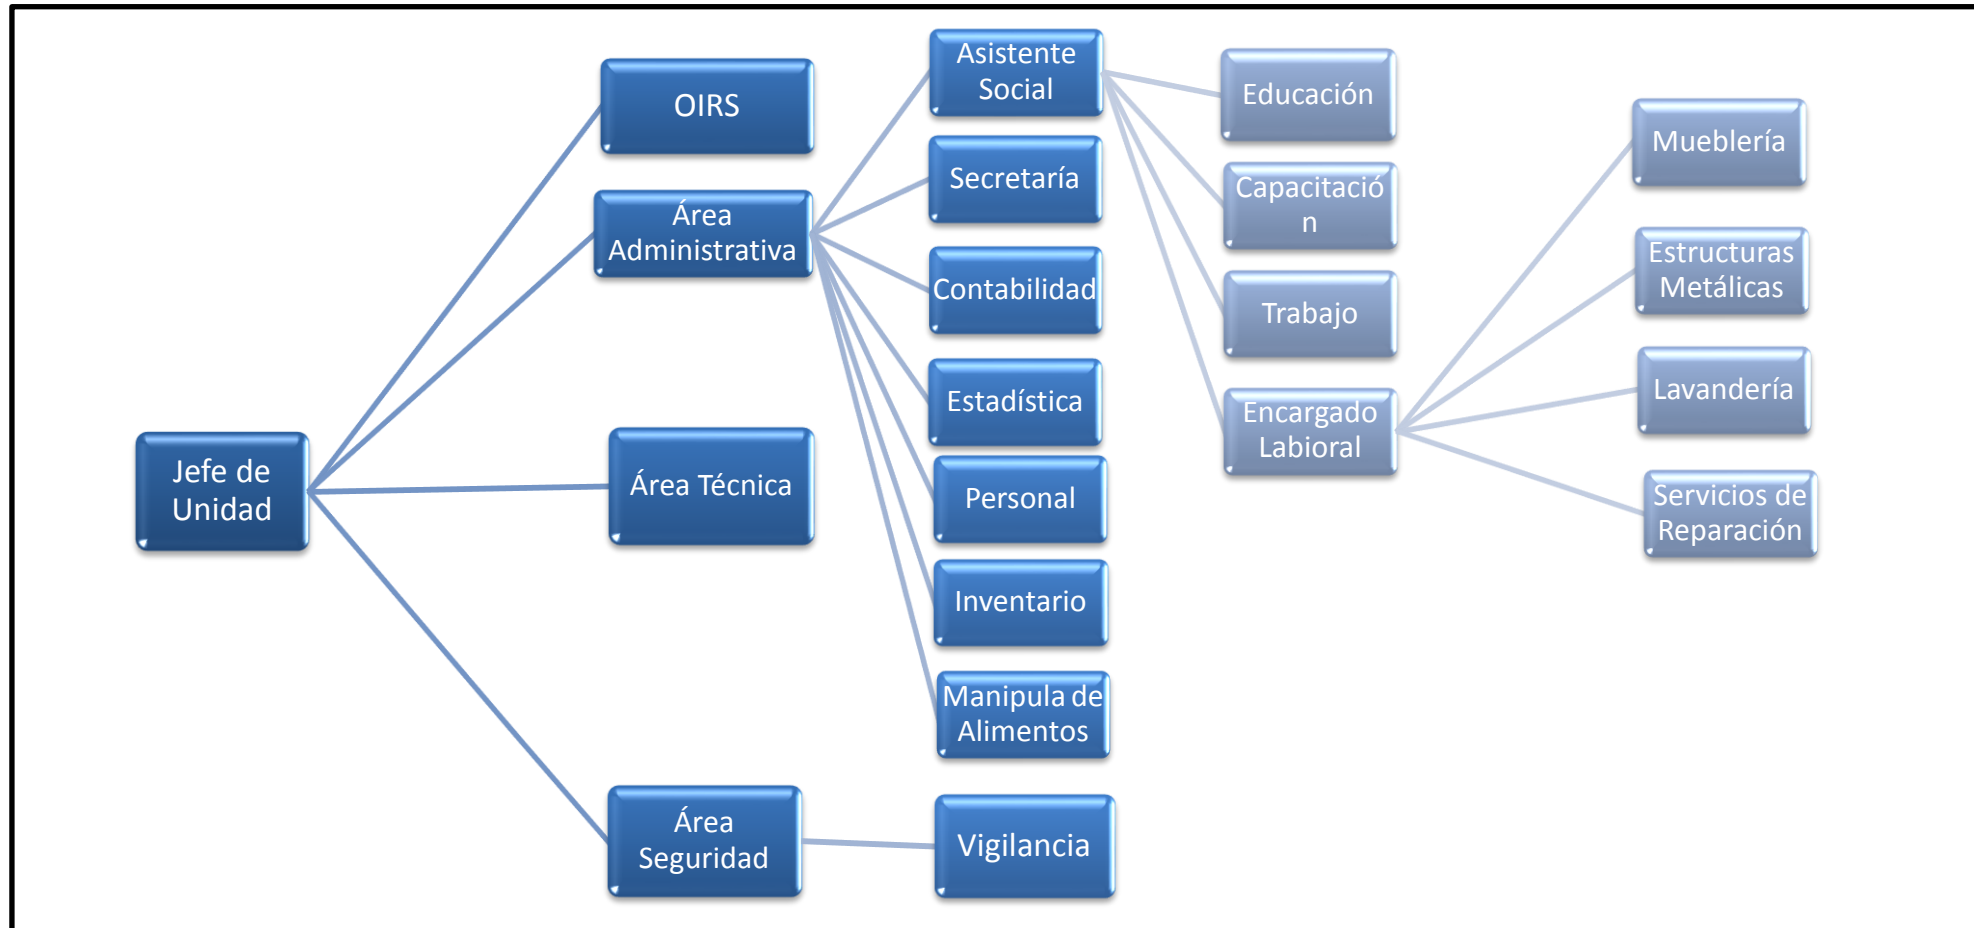 Jefe de
Unidad
OIRS
Área
Administrativa
Área Técnica
Área
Seguridad
Asistente
Social
Secretaría
Contabilidad
Estadística
Personal
Inventario
Manipula de
Alimentos
Vigilancia
Educación
Capacitació
n
Trabajo
Encargado
Labioral
Mueblería
Estructuras
Metálicas
Lavandería
Servicios de
Reparación